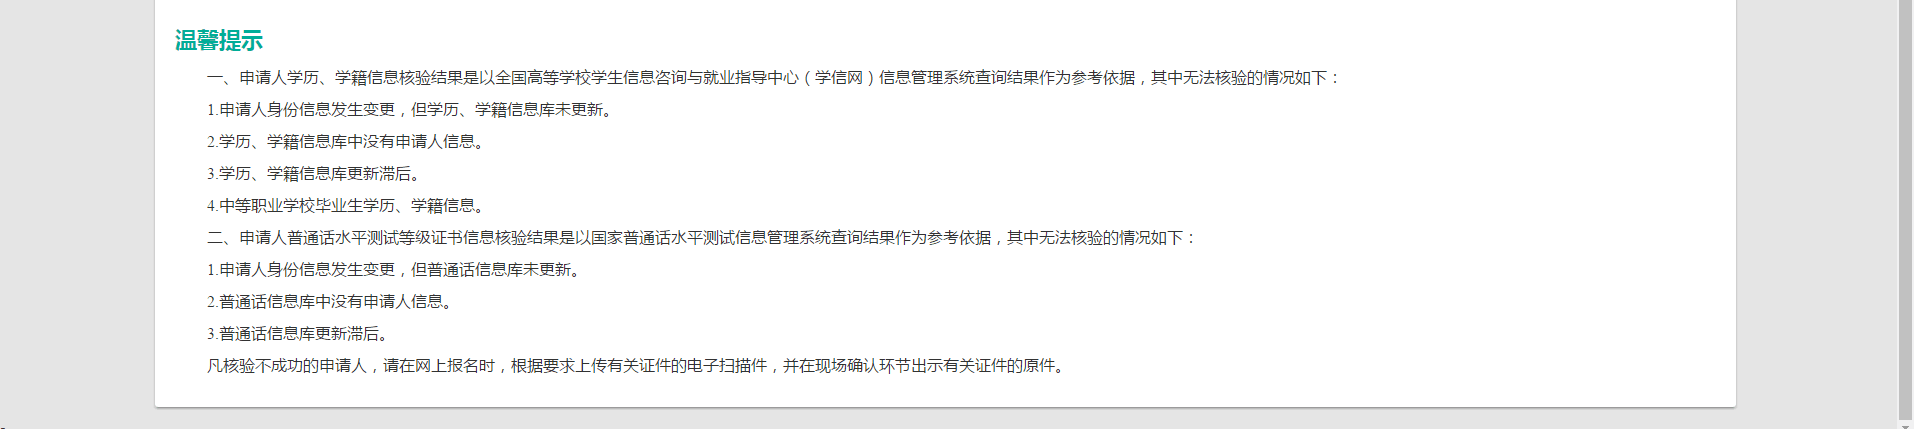 温馨提示
一、申请人学历、学籍信息核验结果是以全国高等学校学生信息咨询与就业指导中心（学信网）信息管理系统查询结果作为参考依据，其中无法核验的情况如下：
1.申请人身份信息发生变更，但学历、学籍信息库未更新。
2.学历、学籍信息库中没有申请人信息。
3.学历、学籍信息库更新滞后。
4.中等职业学校毕业生学历、学籍信息。
二、申请人普通话水平测试等级证书信息核验结果是以国家普通话水平测试信息管理系统查询结果作为参考依据，其中无法核验的情况如下：
1.申请人身份信息发生变更，但普通话信息库未更新。
2.普通话信息库中没有申请人信息。
3.普通话信息库更新滞后。
凡核验不成功的申请人，请在网上报名时，根据要求上传有关证件的电子扫描件，并在现场确认环节出示有关证件的原件。